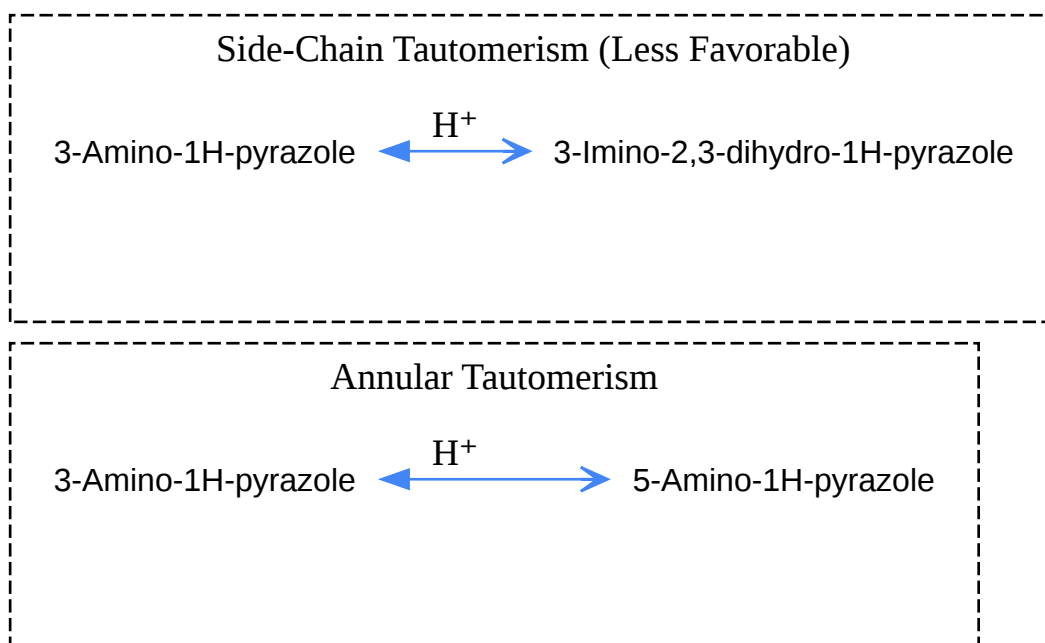 Side-Chain Tautomerism (Less Favorable)
H⁺
3-Amino-1H-pyrazole 3-Imino-2,3-dihydro-1H-pyrazole
Annular Tautomerism
H⁺
3-Amino-1H-pyrazole 5-Amino-1H-pyrazole